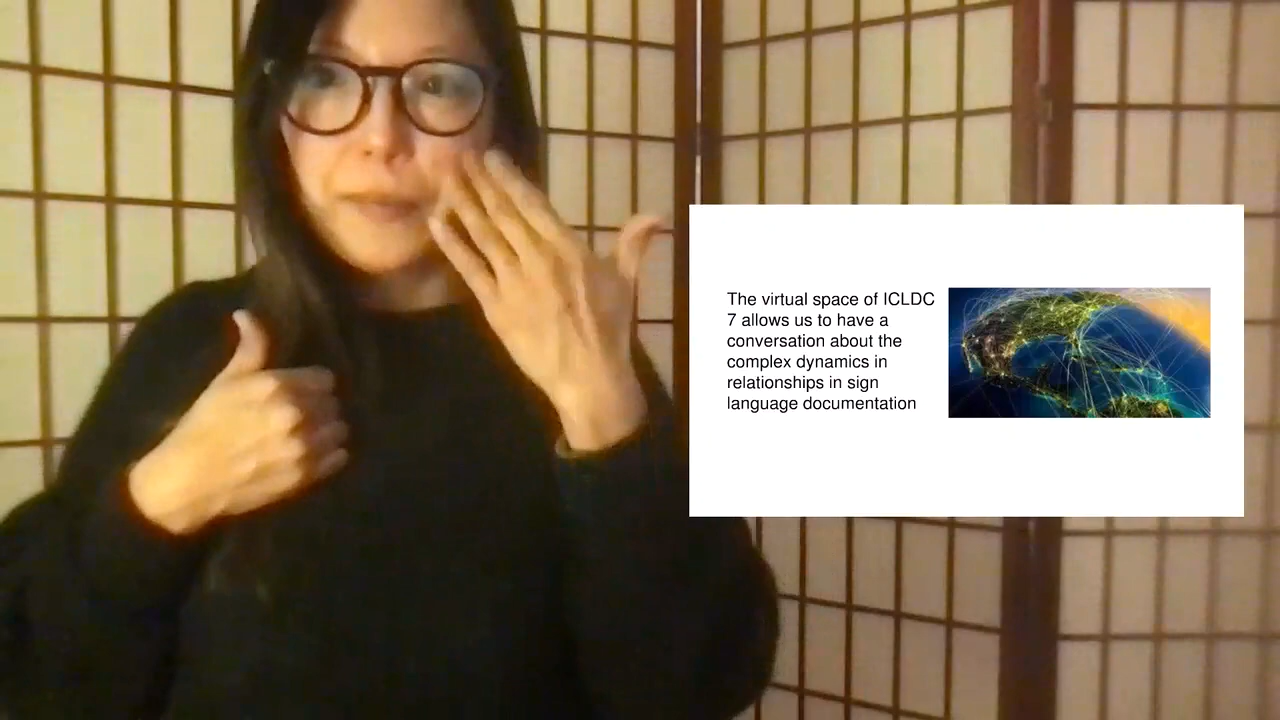 The virtual space of ICLDC
7 allows us to have a
conversation about the
complex dynamics in
relationships in sign
language documentation